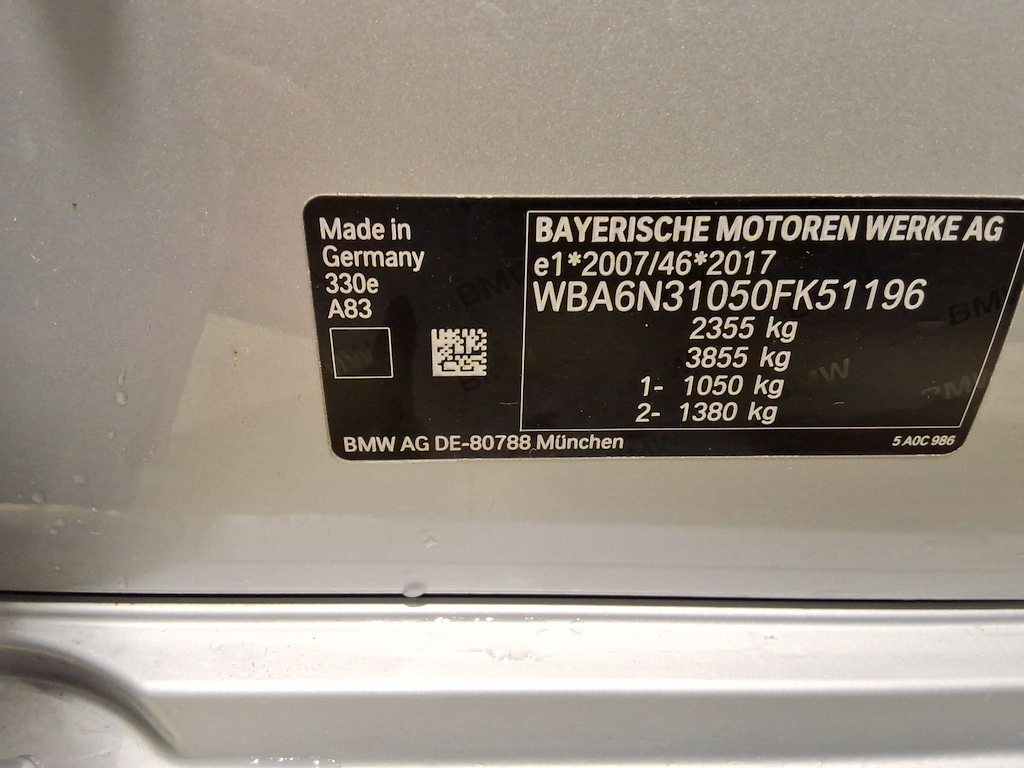 Made in
Germany
330e
A83
BAYERISCHE MOTOREN WERKE AG
e1*2007/46*2017
WBA6N31050FK51196
2355 kg
3855 kg
1- 1050 kg
2- 1380 kg
BMW AG DE-80788 München
5 A0C 986